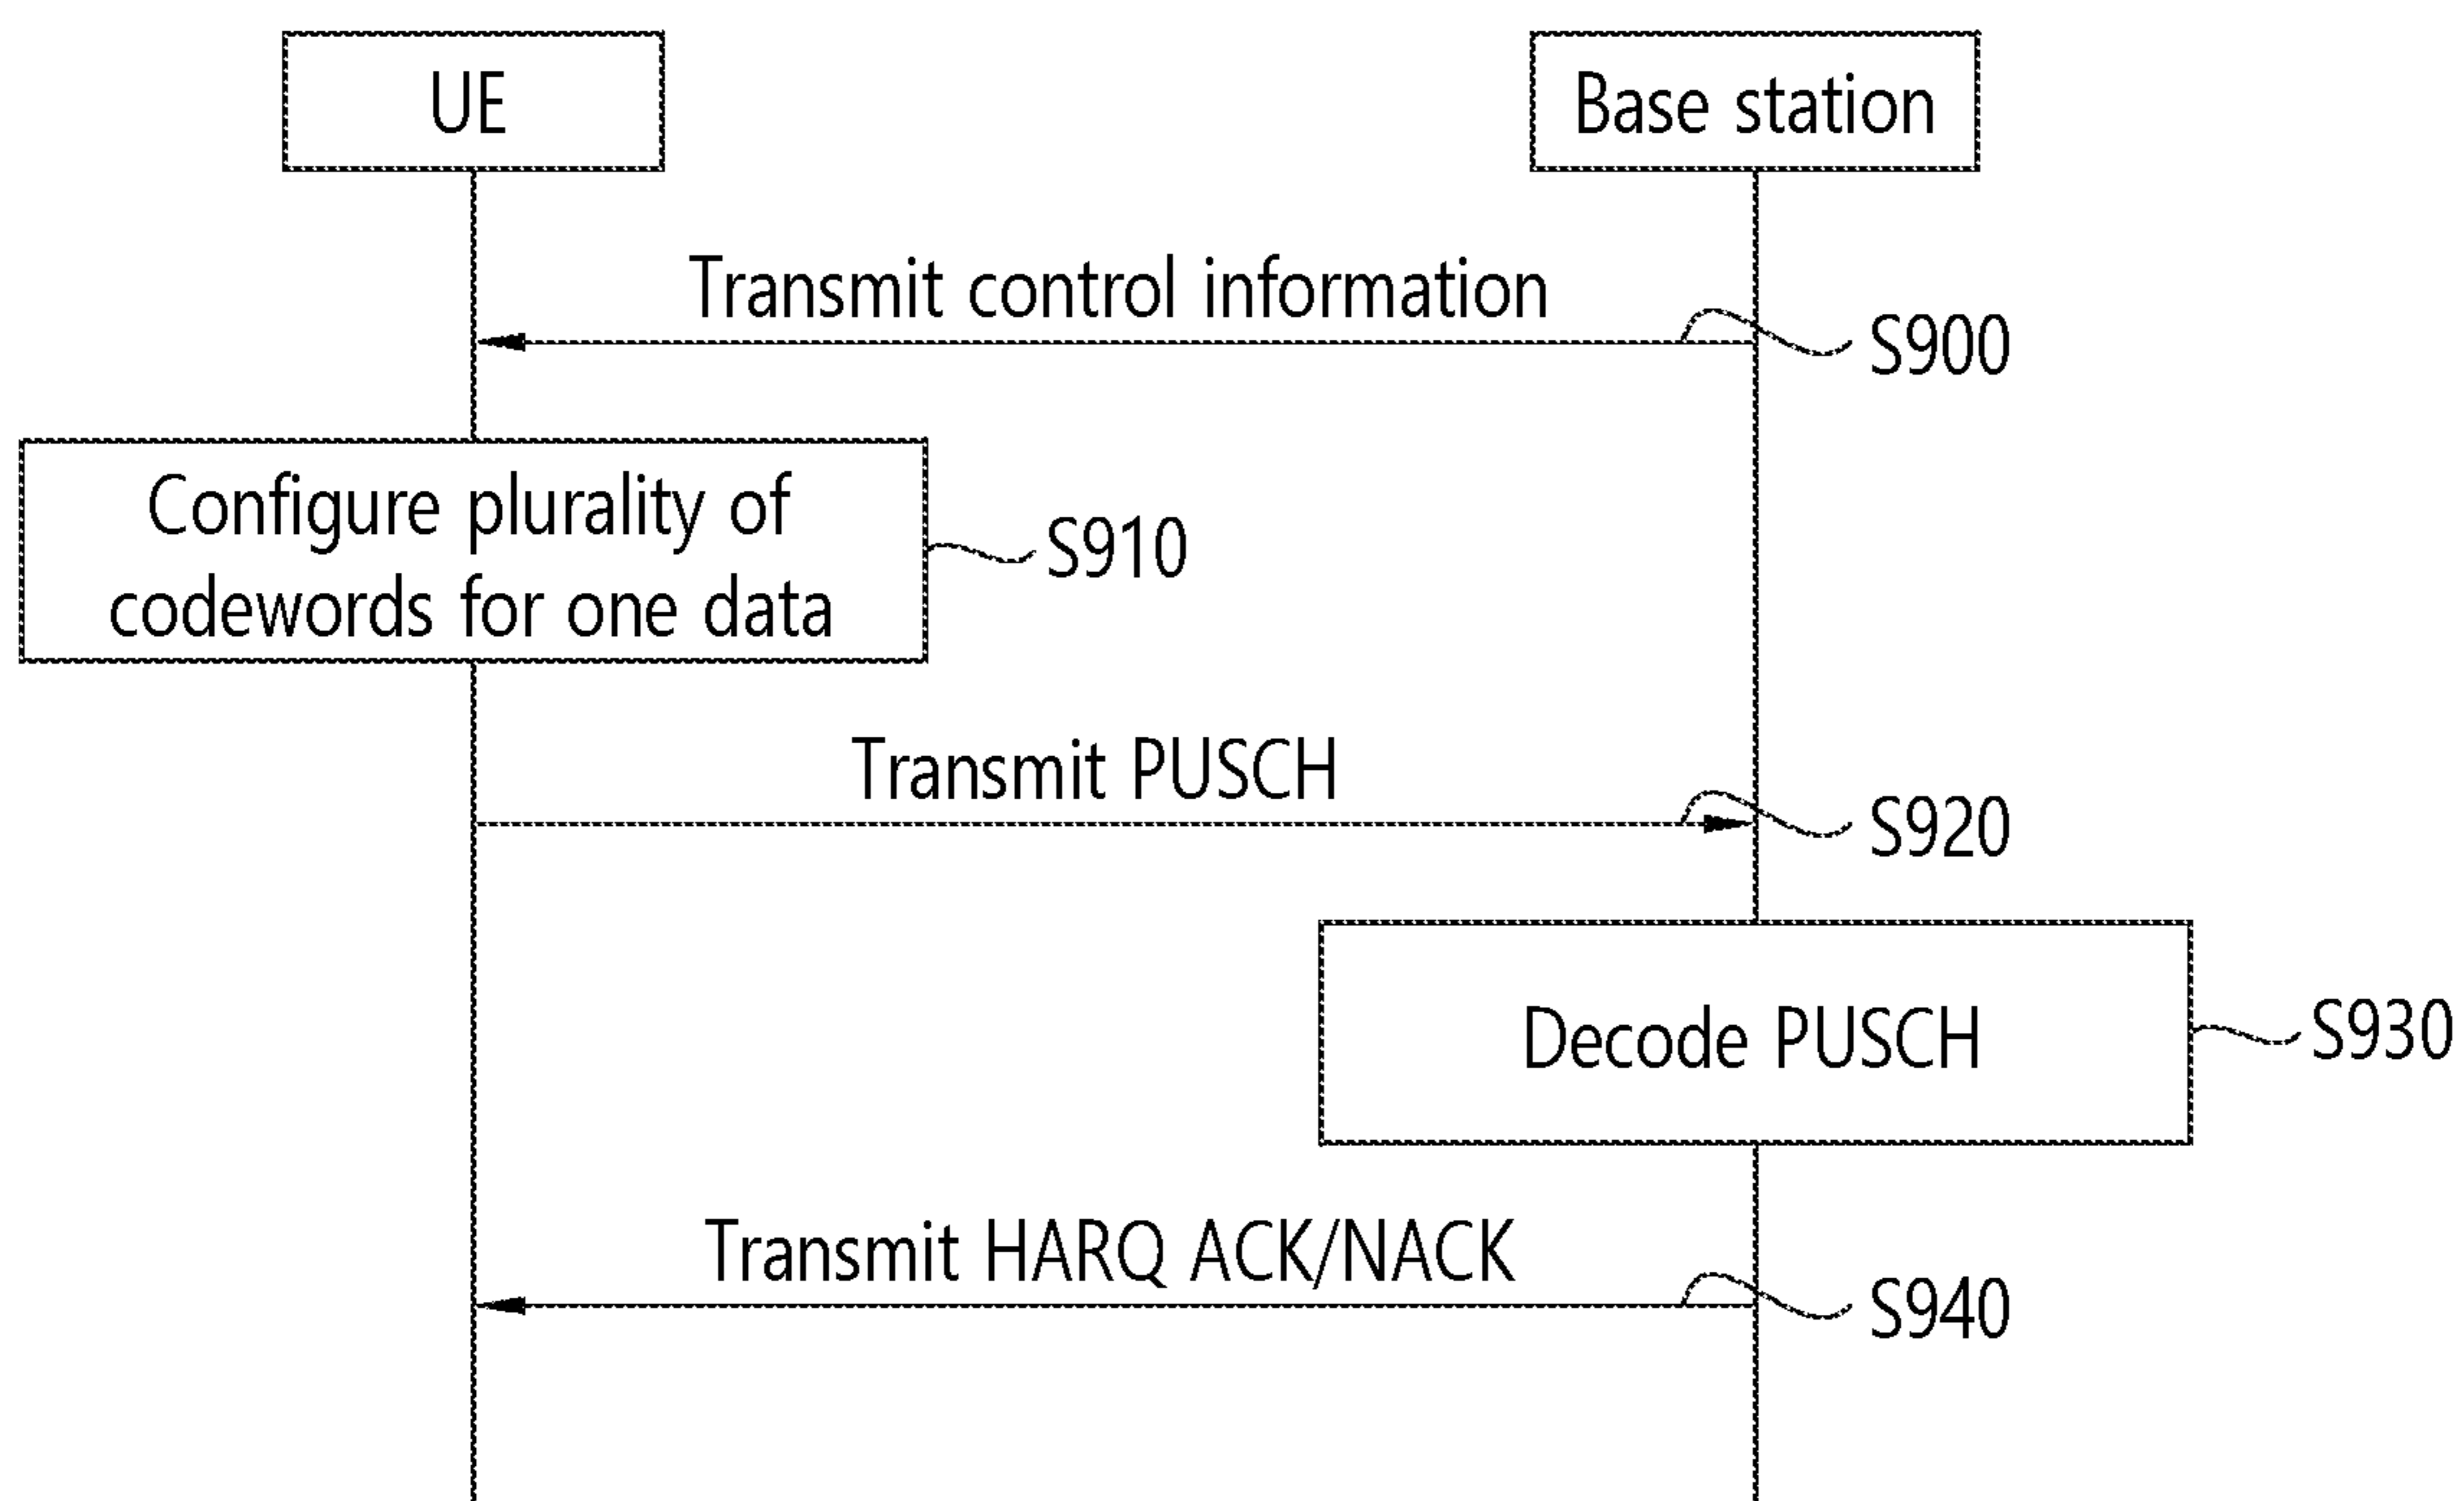 UE
Base station
Transmit control information
S900
Configure plurality of
codewords for one data
S910
Transmit PUSCH
S920
Decode PUSCH
S930
Transmit HARQ ACK/NACK
S940